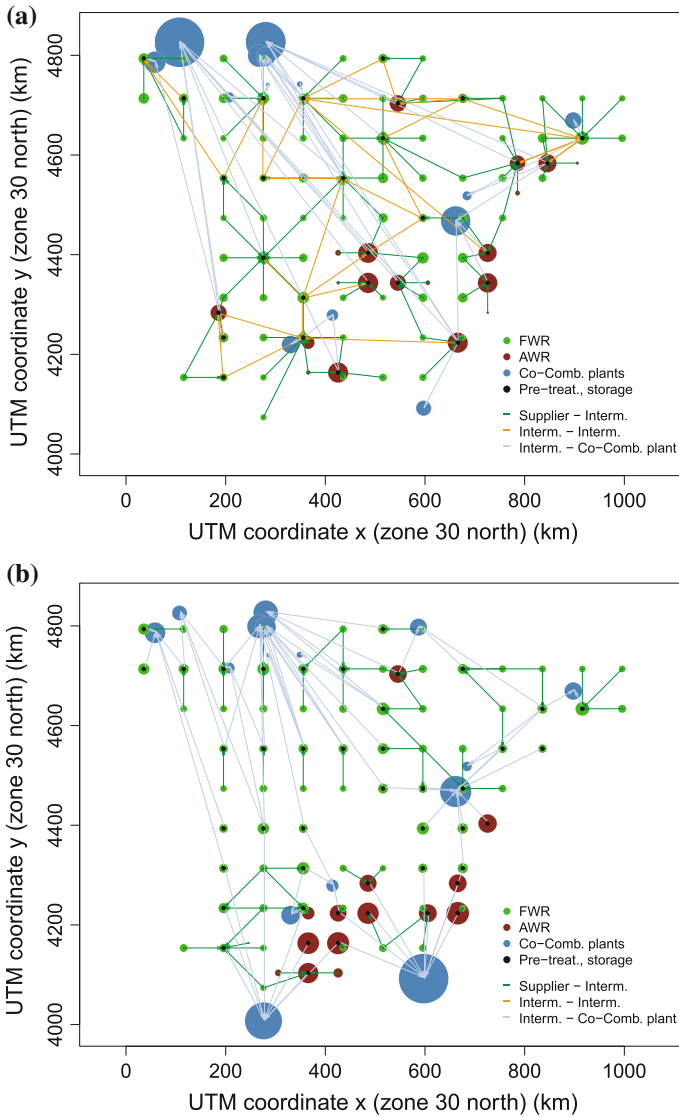 (a)
UTM coordinate y (zone 30 north) (km)
4800
4600
4400
4200
4000
FWR
AWR
Co−Comb. plants
Pre−treat., storage
Supplier − Interm.
Interm. − Interm.
Interm. − Co−Comb. plant
0 200 400 600 800 1000
UTM coordinate x (zone 30 north) (km)
(b)
UTM coordinate y (zone 30 north) (km)
4800
4600
4400
4200
4000
FWR
AWR
Co−Comb. plants
Pre−treat., storage
Supplier − Interm.
Interm. − Interm.
Interm. − Co−Comb. plant
0 200 400 600 800 1000
UTM coordinate x (zone 30 north) (km)